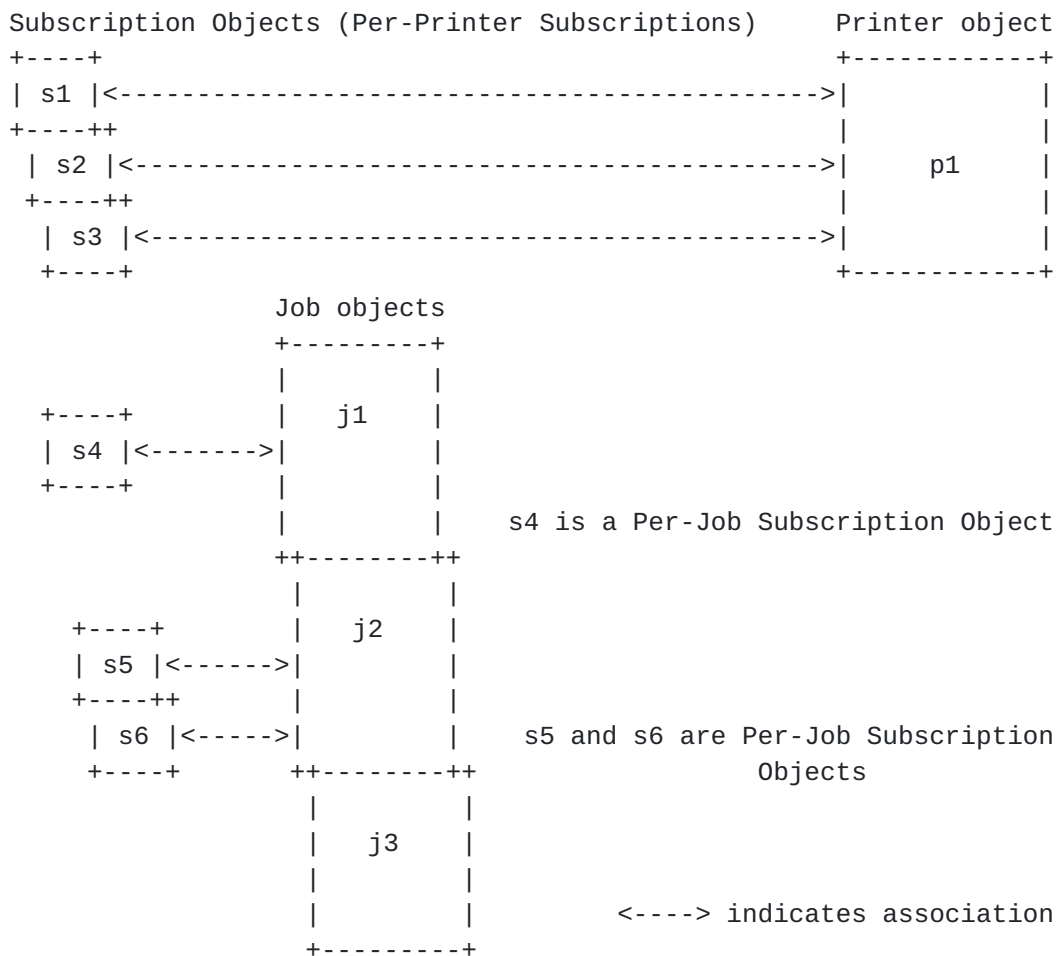 Subscription Objects (Per-Printer Subscriptions)     Printer object
+----+                                               +------------+
| s1 |<--------------------------------------------->|            |
+----++                                              |            |
 | s2 |<-------------------------------------------->|     p1     |
 +----++                                             |            |
  | s3 |<------------------------------------------->|            |
  +----+                                             +------------+
                 Job objects
                 +---------+
                 |         |
  +----+         |   j1    |
  | s4 |<------->|         |
  +----+         |         |
                 |         |    s4 is a Per-Job Subscription Object
                 ++--------++
                  |         |
    +----+        |   j2    |
    | s5 |<------>|         |
    +----++       |         |
     | s6 |<----->|         |    s5 and s6 are Per-Job Subscription
     +----+       ++--------++                  Objects
                   |         |
                   |   j3    |
                   |         |
                   |         |         <----> indicates association
                   +---------+